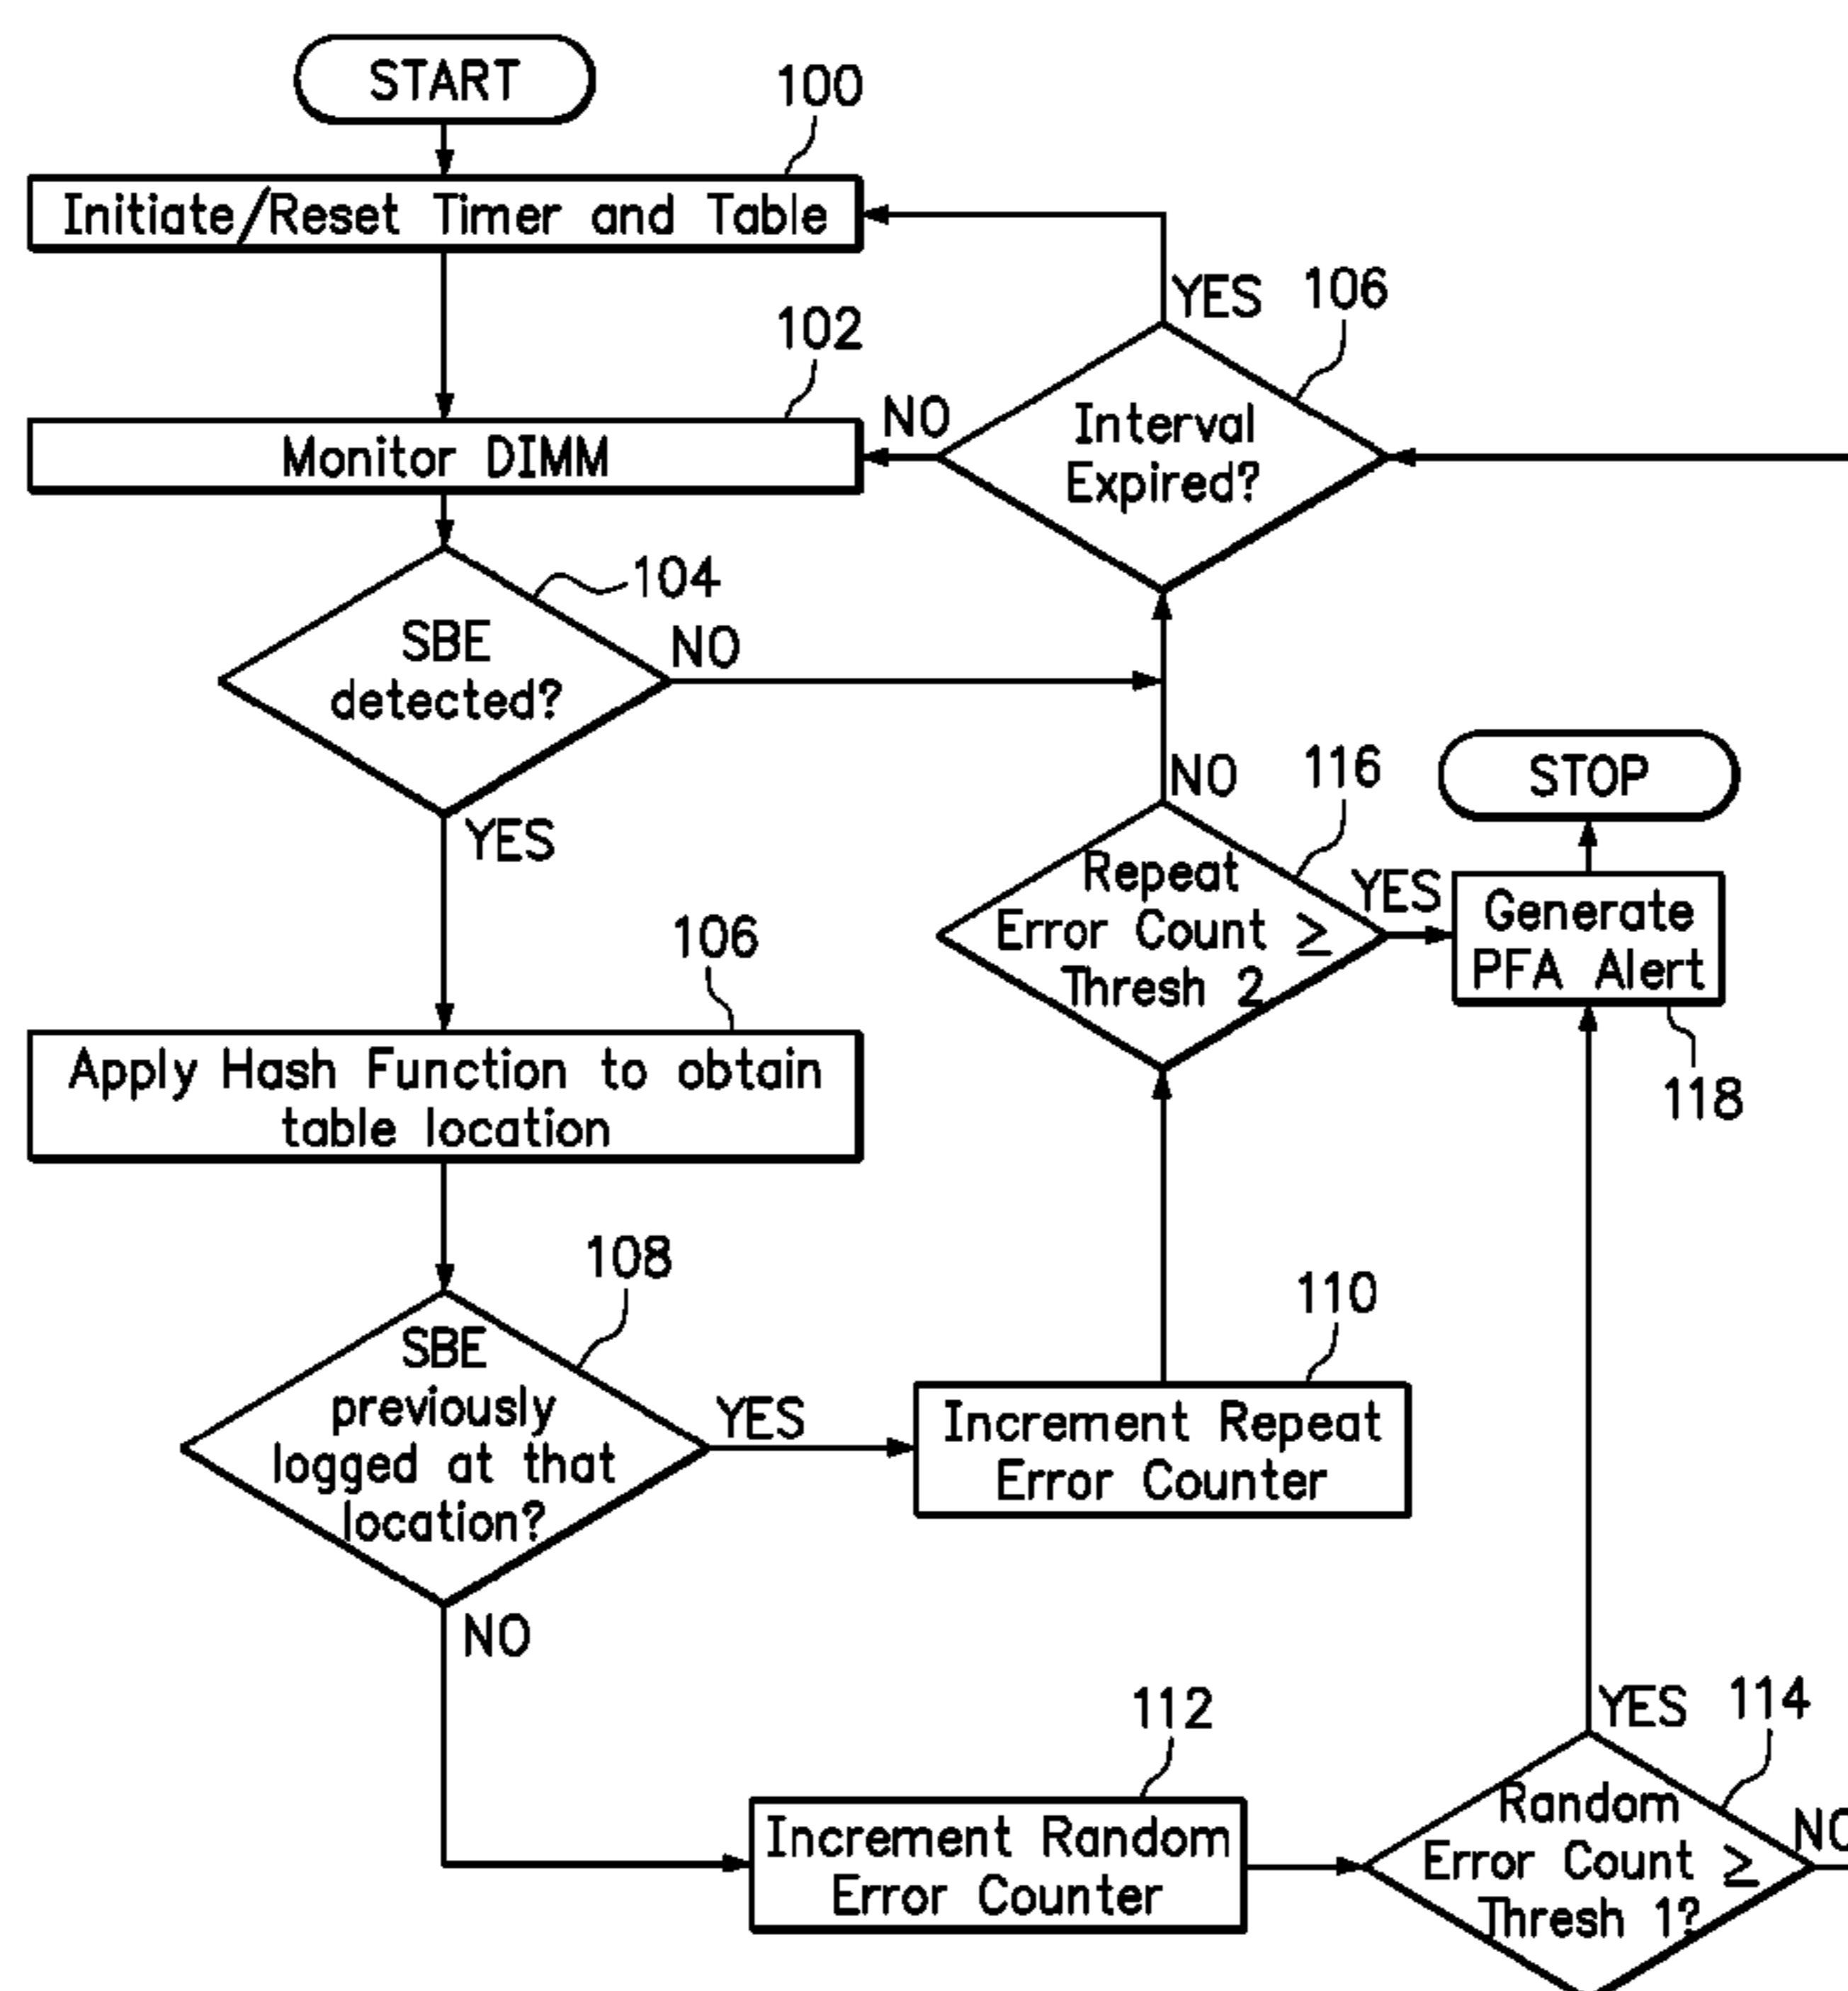 START
100
Initiate/Reset Timer and Table
YES
106
102
NO
Interval
Expired?
Monitor DIMM
104
SBE
detected?
NO
YES
NO
116
STOP
Repeat
Error Count ≥
Thresh 2
YES
Generate
PFA Alert
118
106
Apply Hash Function to obtain
table location
108
SBE
previously
logged at that
location?
YES
110
Increment Repeat
Error Counter
NO
112
Increment Random
Error Counter
YES
114
Random
Error Count ≥
Thresh 1?
NO